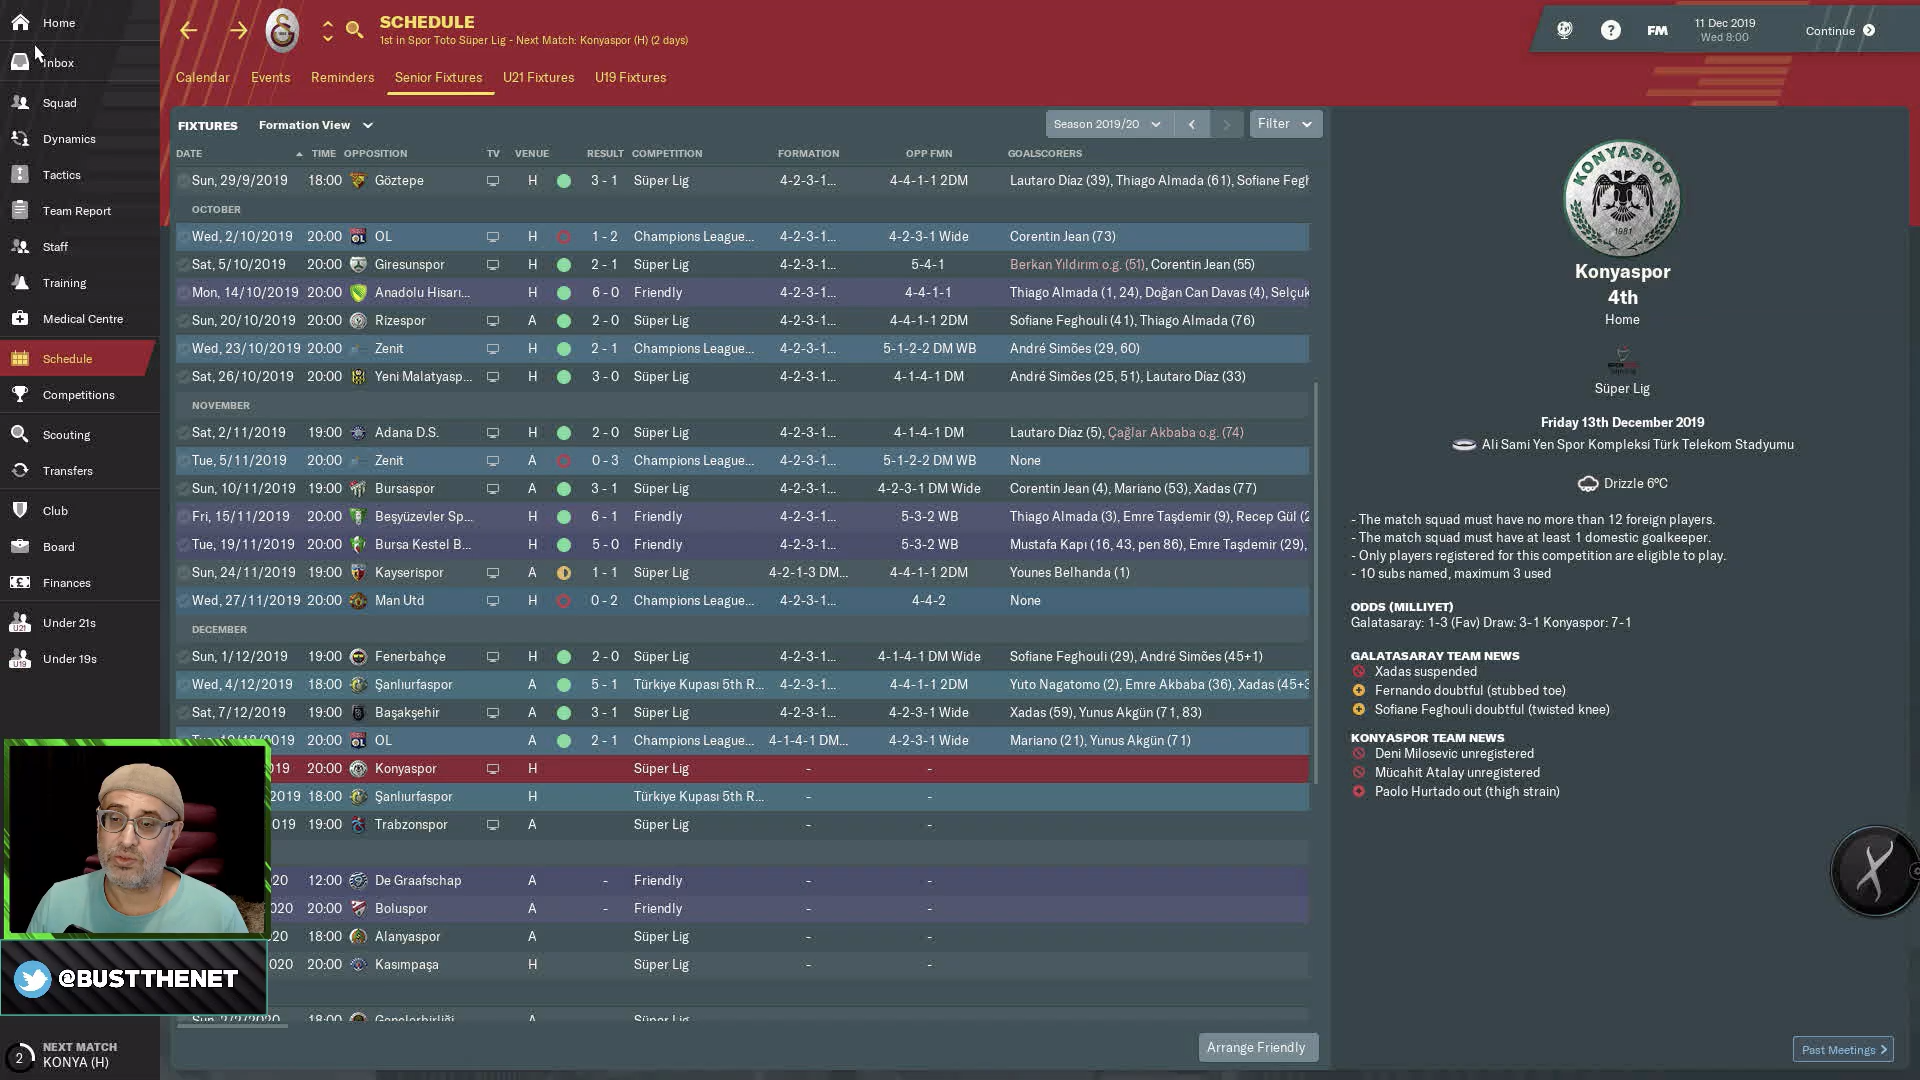 Home
Inbox
Squad
Dynamics
Tactics
Team Report
Staff
Training
Medical Centre
Schedule
Competitions
Scouting
Transfers
Club
Board
Finances
Under 21s
Under 19s
U21
U19
NEXT MATCH
2 KONYA (H)
SCHEDULE
1st in Spor Toto Süper Lig - Next Match: Konyaspor (H) (2 days)
Calendar Events Reminders Senior Fixtures U21 Fixtures U19 Fixtures
FM 11 Dec 2019
Wed 8:00
Continue
FIXTURES Formation View Season 2019/20 Filter
DATE TIME OPPOSITION TV VENUE RESULT COMPETITION FORMATION OPP FMN GOALSCORERS
Sun, 29/9/2019 18:00 Göztepe H 3 - 1 Süper Lig 4-2-3-1... 4-4-1-1 2DM Lautaro Díaz (39), Thiago Almada (61), Sofiane Fegh
OCTOBER
Wed, 2/10/2019 20:00 OL H 1 - 2 Champions League... 4-2-3-1... 4-2-3-1 Wide Corentin Jean (73)
Sat, 5/10/2019 20:00 Giresunspor H 2 - 1 Süper Lig 4-2-3-1... 5-4-1 Berkan Yıldırım o.g. (51), Corentin Jean (55)
Mon, 14/10/2019 20:00 Anadolu Hisarı... H 6 - 0 Friendly 4-2-3-1... 4-4-1-1 Thiago Almada (1, 24), Doğan Can Davas (4), Selçuk
Sun, 20/10/2019 20:00 Rizespor A 2 - 0 Süper Lig 4-2-3-1... 4-4-1-1 2DM Sofiane Feghouli (41), Thiago Almada (76)
Wed, 23/10/2019 20:00 Zenit H 2 - 1 Champions League... 4-2-3-1... 5-1-2-2 DM WB André Simões (29, 60)
Sat, 26/10/2019 20:00 Yeni Malatyasp... H 3 - 0 Süper Lig 4-2-3-1... 4-1-4-1 DM André Simões (25, 51), Lautaro Díaz (33)
NOVEMBER
Sat, 2/11/2019 19:00 Adana D.S. H 2 - 0 Süper Lig 4-2-3-1... 4-1-4-1 DM Lautaro Díaz (5), Çağlar Akbaba o.g. (74)
Tue, 5/11/2019 20:00 Zenit A 0 - 3 Champions League... 4-2-3-1... 5-1-2-2 DM WB None
Sun, 10/11/2019 19:00 Bursaspor A 3 - 1 Süper Lig 4-2-3-1... 4-2-3-1 DM Wide Corentin Jean (4), Mariano (53), Xadas (77)
Fri, 15/11/2019 20:00 Beşyüzevler Sp... H 6 - 1 Friendly 4-2-3-1... 5-3-2 WB Thiago Almada (3), Emre Taşdemir (9), Recep Gül (2
Tue, 19/11/2019 20:00 Bursa Kestel B... H 5 - 0 Friendly 4-2-3-1... 5-3-2 WB Mustafa Kapı (16, 43, pen 86), Emre Taşdemir (29),
Sun, 24/11/2019 19:00 Kayserispor A 1 - 1 Süper Lig 4-2-1-3 DM... 4-4-1-1 2DM Younes Belhanda (1)
Wed, 27/11/2019 20:00 Man Utd H 0 - 2 Champions League... 4-2-3-1... 4-4-2 None
DECEMBER
Sun, 1/12/2019 19:00 Fenerbahçe H 2 - 0 Süper Lig 4-2-3-1... 4-1-4-1 DM Wide Sofiane Feghouli (29), André Simões (45+1)
Wed, 4/12/2019 18:00 Şanlıurfaspor A 5 - 1 Türkiye Kupası 5th R... 4-2-3-1... 4-4-1-1 2DM Yuto Nagatomo (2), Emre Akbaba (36), Xadas (45+3
Sat, 7/12/2019 19:00 Başakşehir A 3 - 1 Süper Lig 4-2-3-1... 4-2-3-1 Wide Xadas (59), Yunus Akgün (71, 83)
20:00 OL A 2 - 1 Champions League... 4-1-4-1 DM... 4-2-3-1 Wide Mariano (21), Yunus Akgün (71)
19 20:00 Konyaspor H Süper Lig - -
2019 18:00 Şanlıurfaspor H Türkiye Kupası 5th R... - -
019 19:00 Trabzonspor A Süper Lig - -
20 12:00 De Graafschap A - Friendly - -
020 20:00 Boluspor A - Friendly - -
20 18:00 Alanyaspor A Süper Lig - -
020 20:00 Kasımpaşa H Süper Lig - -
Sun, 2/2/2020 18:00 Gençlerbirliği A Süper Lig
Arrange Friendly
KONYASPOR
1981
Konyaspor
4th
Home
Süper Lig
Friday 13th December 2019
Ali Sami Yen Spor Kompleksi Türk Telekom Stadyumu
Drizzle 6ºC
- The match squad must have no more than 12 foreign players.
- The match squad must have at least 1 domestic goalkeeper.
- Only players registered for this competition are eligible to play.
- 10 subs named, maximum 3 used
ODDS (MILLIYET)
Galatasaray: 1-3 (Fav) Draw: 3-1 Konyaspor: 7-1
GALATASARAY TEAM NEWS
Xadas suspended
Fernando doubtful (stubbed toe)
Sofiane Feghouli doubtful (twisted knee)
KONYASPOR TEAM NEWS
Deni Milosevic unregistered
Mücahit Atalay unregistered
Paolo Hurtado out (thigh strain)
Past Meetings
@BUSTTHENET